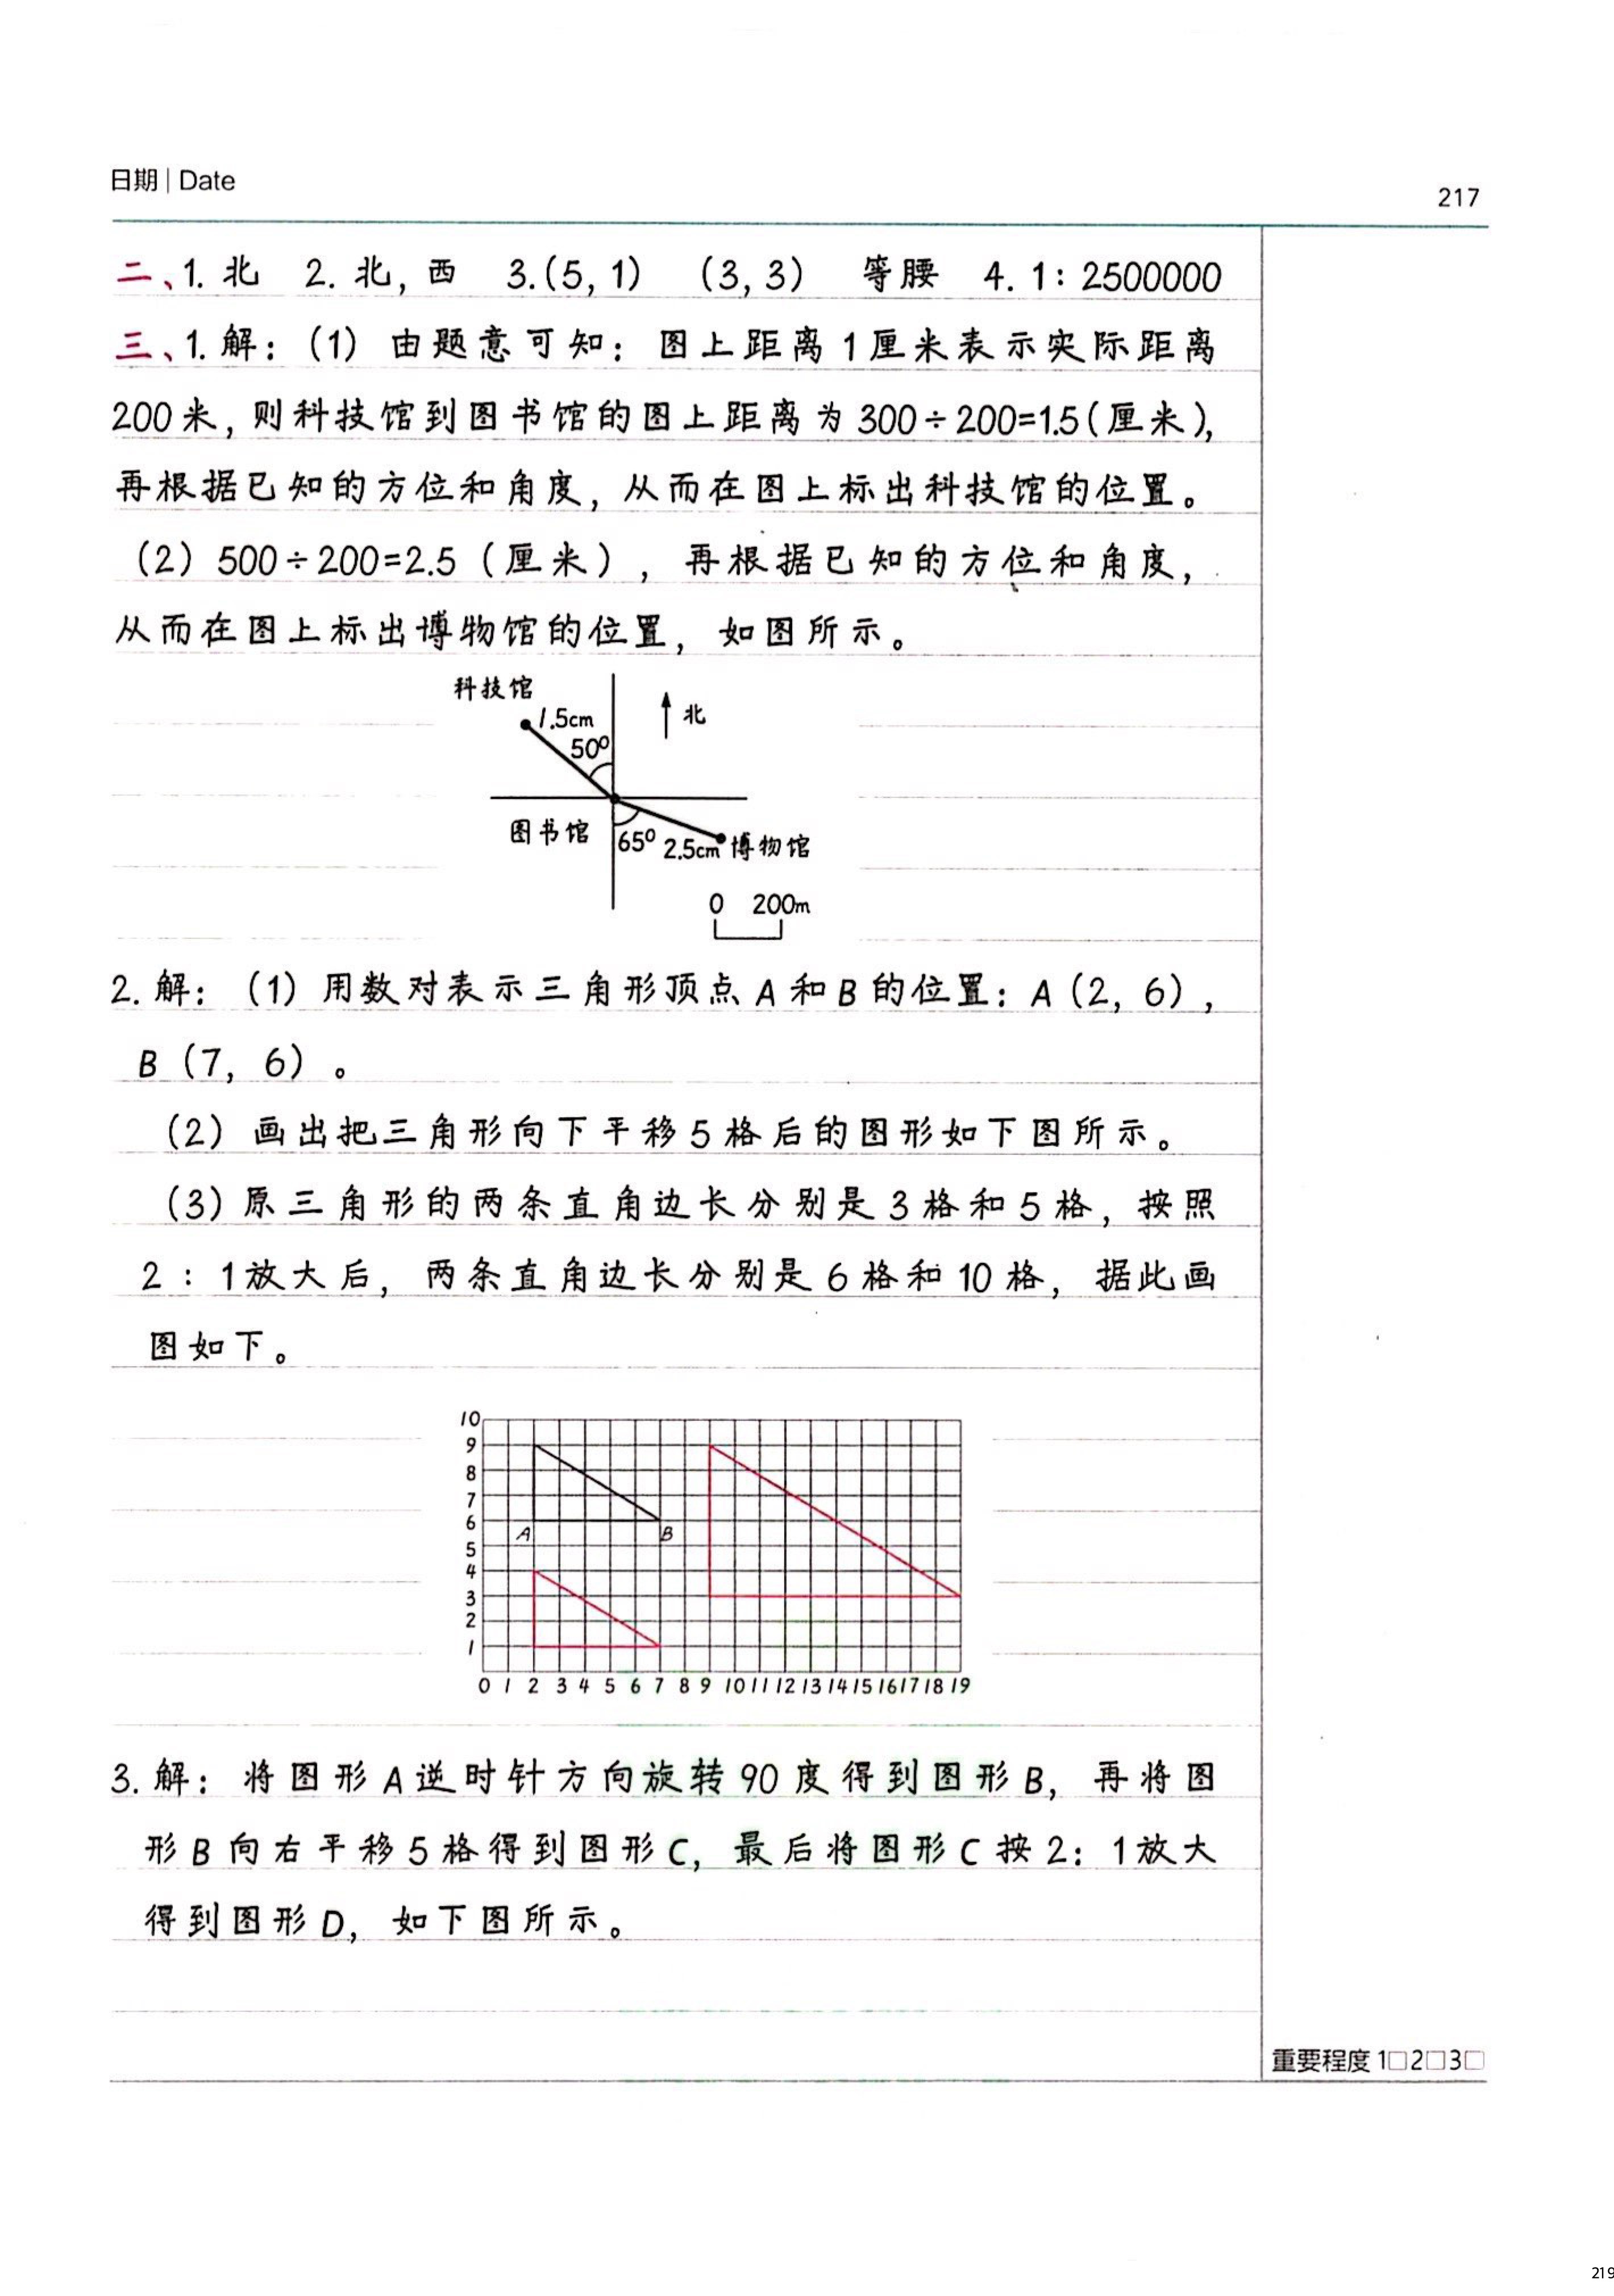 日期 | Date
217
二、1. 北 2. 北, 西 3.(5, 1) (3, 3) 等腰 4. 1: 2500000
三、1. 解: (1) 由题意可知: 图上距离1厘米表示实际距离
200米, 则科技馆到图书馆的图上距离为300÷200=1.5(厘米),
再根据已知的方位和角度, 从而在图上标出科技馆的位置。
(2) 500÷200=2.5 (厘米), 再根据已知的方位和角度,
从而在图上标出博物馆的位置, 如图所示。
科技馆
1.5cm
北
50°
图书馆
65°
2.5cm
博物馆
0 200m
2. 解: (1) 用数对表示三角形顶点A和B的位置: A (2, 6),
B (7, 6)。
(2) 画出把三角形向下平移5格后的图形如下图所示。
(3) 原三角形的两条直角边长分别是3格和5格, 按照
2 : 1放大后, 两条直角边长分别是6格和10格, 据此画
图如下。
10
9
8
7
6
A B
5
4
3
2
1
0 1 2 3 4 5 6 7 8 9 10 11 12 13 14 15 16 17 18 19
3. 解: 将图形A逆时针方向旋转90度得到图形B, 再将图
形B向右平移5格得到图形C, 最后将图形C按2: 1放大
得到图形D, 如下图所示。
重要程度 1□2□3□
219